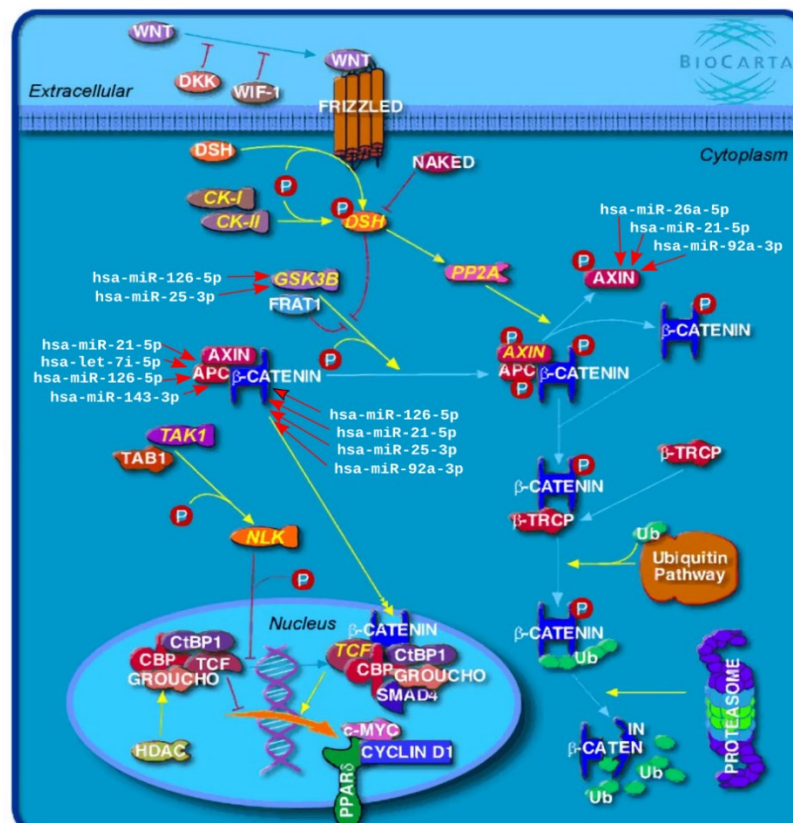 WNT
WNT
DKK
WIF-1
BIOCARTA
Extracellular
FRIZZLED
Cytoplasm
DSH
NAKED
P
CK-I
CK-II
P
DSH
hsa-miR-26a-5p
hsa-miR-21-5p
hsa-miR-92a-3p
P
AXIN
PP2A
hsa-miR-126-5p
hsa-miR-25-3p
GSK3B
FRAT1
P
β-CATENIN
hsa-miR-21-5p
hsa-let-7i-5p
hsa-miR-126-5p
hsa-miR-143-3p
AXIN
APC
β-CATENIN
P
P
AXIN
APC
P
P
β-CATENIN
hsa-miR-126-5p
hsa-miR-21-5p
hsa-miR-25-3p
hsa-miR-92a-3p
TAK1
TAB1
P
β-CATENIN
β-TRCP
β-TRCP
P
NLK
P
Ub
Ubiquitin
Pathway
Nucleus
CtBP1
CBP
TCF
GROUCHO
β-CATENIN
TCF
CtBP1
CBP
GROUCHO
SMAD4
P
β-CATENIN
Ub
HDAC
c-MYC
CYCLIN D1
PPARδ
IN
β-CATEN
Ub
Ub
PROTEASOME